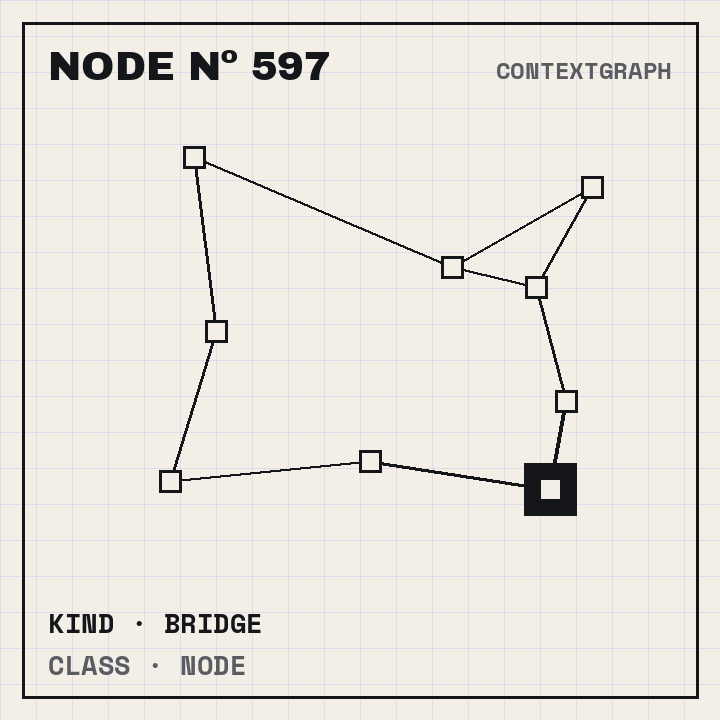 NODE Nº 597
CONTEXTGRAPH
KIND · BRIDGE
CLASS · NODE